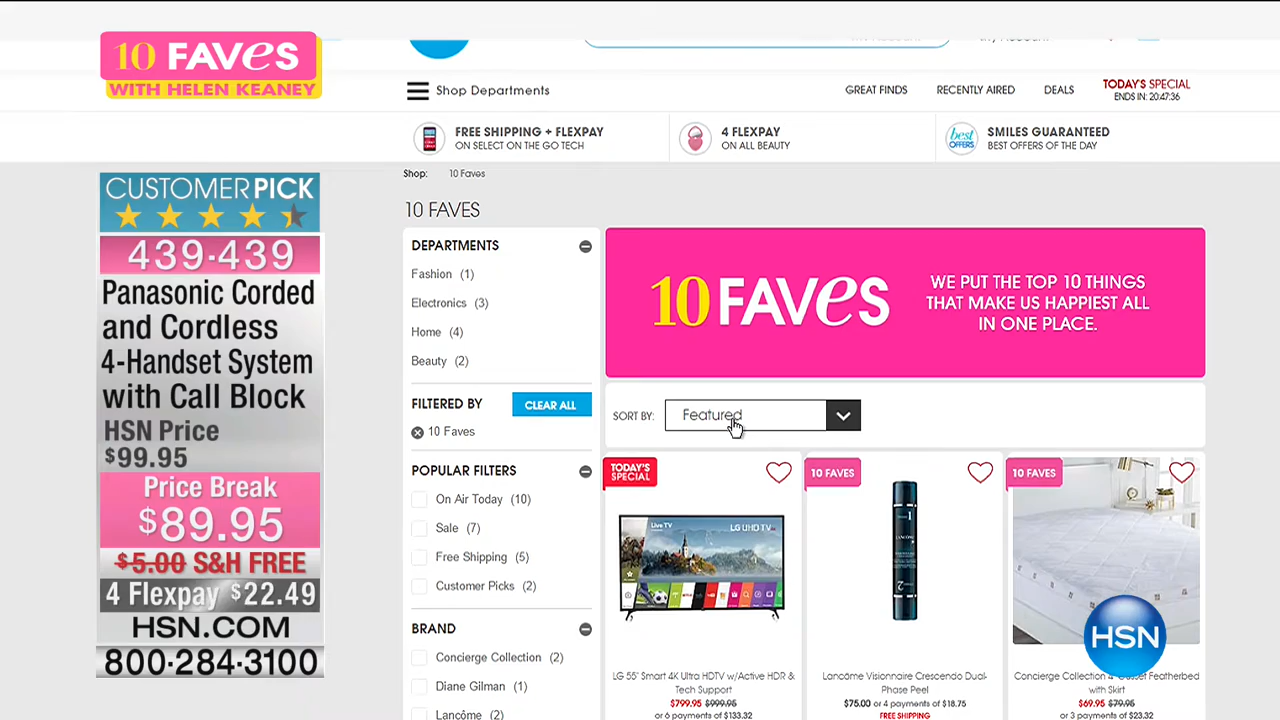 10 FAVES
WITH HELEN KEANEY
My Account
Shop Departments
GREAT FINDS
RECENTLY AIRED
DEALS
TODAY'S SPECIAL
ENDS IN: 20:47:36
FREE SHIPPING + FLEXPAY
ON SELECT ON THE GO TECH
4 FLEXPAY
ON ALL BEAUTY
best
OFFERS
SMILES GUARANTEED
BEST OFFERS OF THE DAY
CUSTOMER PICK
439-439
Panasonic Corded
and Cordless
4-Handset System
with Call Block
HSN Price
$99.95
Price Break
$89.95
$5.00 S&H FREE
4 Flexpay $22.49
HSN.COM
800-284-3100
Shop: 10 Faves
10 FAVES
DEPARTMENTS
Fashion (1)
Electronics (3)
Home (4)
Beauty (2)
FILTERED BY
CLEAR ALL
10 Faves
POPULAR FILTERS
On Air Today (10)
Sale (7)
Free Shipping (5)
Customer Picks (2)
BRAND
Concierge Collection (2)
Diane Gilman (1)
Lancôme (2)
10 FAVES
WE PUT THE TOP 10 THINGS
THAT MAKE US HAPPIEST ALL
IN ONE PLACE.
SORT BY: Featured
TODAY'S
SPECIAL
Live TV
LG UHD TV
LG 55" Smart 4K Ultra HDTV w/Active HDR &
Tech Support
$799.95 $999.95
or 6 payments of $133.32
10 FAVES
1
LANCÔME
2
Lancôme Visionnaire Crescendo Dual-
Phase Peel
$75.00 or 4 payments of $18.75
FREE SHIPPING
10 FAVES
Concierge Collection 4" Gusset Featherbed
with Skirt
$69.95 $79.95
or 3 payments of $23.32
HSN